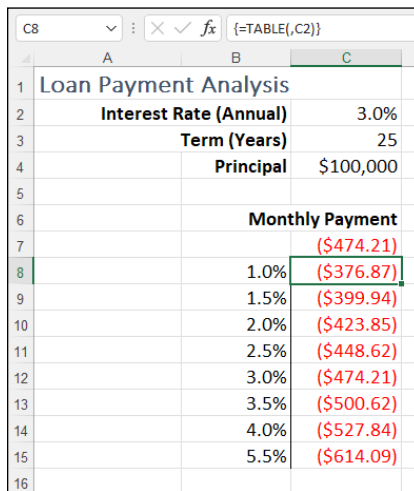 C8 fx {=TABLE(,C2)}
A B C
1 Loan Payment Analysis
2 Interest Rate (Annual) 3.0%
3 Term (Years) 25
4 Principal $100,000
5
6 Monthly Payment
7 ($474.21)
8 1.0% ($376.87)
9 1.5% ($399.94)
10 2.0% ($423.85)
11 2.5% ($448.62)
12 3.0% ($474.21)
13 3.5% ($500.62)
14 4.0% ($527.84)
15 5.5% ($614.09)
16